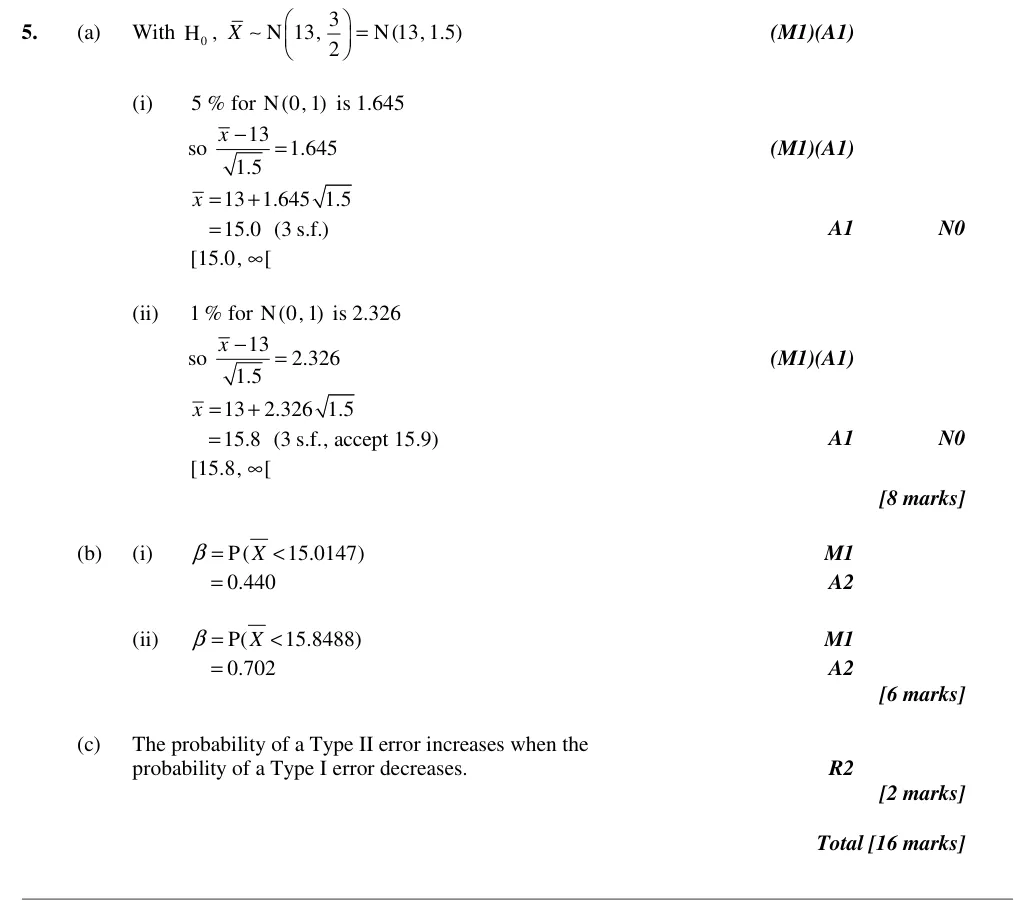 5. (a) With H₀, X̅ ~ N(13, 3/2) = N(13, 1.5) (M1)(A1)
(i) 5 % for N(0, 1) is 1.645
so (x̅ − 13)/√1.5 = 1.645 (M1)(A1)
x̅ = 13 + 1.645√1.5
= 15.0 (3 s.f.) A1 N0
[15.0, ∞[
(ii) 1 % for N(0, 1) is 2.326
so (x̅ − 13)/√1.5 = 2.326 (M1)(A1)
x̅ = 13 + 2.326√1.5
= 15.8 (3 s.f., accept 15.9) A1 N0
[15.8, ∞[
[8 marks]
(b) (i) β = P(X̅ < 15.0147) M1
= 0.440 A2
(ii) β = P(X̅ < 15.8488) M1
= 0.702 A2
[6 marks]
(c) The probability of a Type II error increases when the
probability of a Type I error decreases. R2
[2 marks]
Total [16 marks]